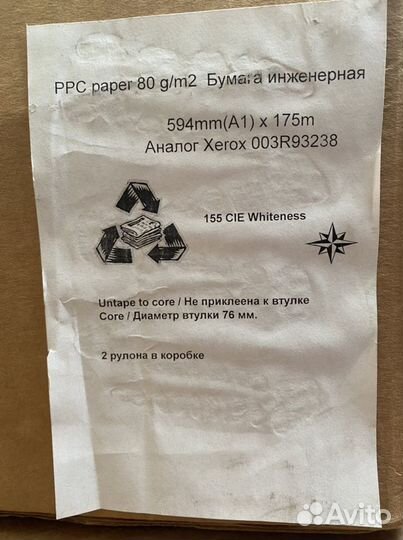 PPC paper 80 g/m2 Бумага инженерная
594mm(A1) x 175m
Аналог Xerox 003R93238
155 CIE Whiteness
Untape to core / Не приклеена к втулке
Core / Диаметр втулки 76 мм.
2 рулона в коробке
Avito